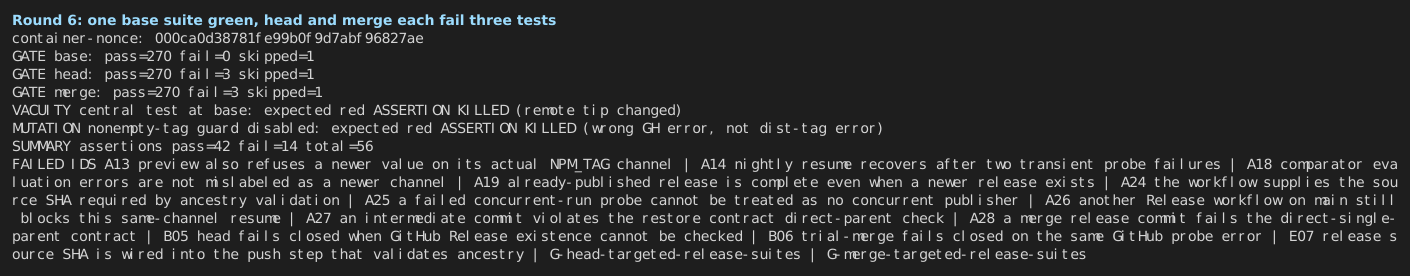 Round 6: one base suite green, head and merge each fail three tests
container-nonce: 000ca0d38781fe99b0f9d7abf96827ae
GATE base: pass=270 fail=0 skipped=1
GATE head: pass=270 fail=3 skipped=1
GATE merge: pass=270 fail=3 skipped=1
VACUITY central test at base: expected red ASSERTION KILLED (remote tip changed)
MUTATION nonempty-tag guard disabled: expected red ASSERTION KILLED (wrong GH error, not dist-tag error)
SUMMARY assertions pass=42 fail=14 total=56
FAILED IDS A13 preview also refuses a newer value on its actual NPM_TAG channel | A14 nightly resume recovers after two transient probe failures | A18 comparator eva
luation errors are not mislabeled as a newer channel | A19 already-published release is complete even when a newer release exists | A24 the workflow supplies the sou
rce SHA required by ancestry validation | A25 a failed concurrent-run probe cannot be treated as no concurrent publisher | A26 another Release workflow on main still
blocks this same-channel resume | A27 an intermediate commit violates the restore contract direct-parent check | A28 a merge release commit fails the direct-single-
parent contract | B05 head fails closed when GitHub Release existence cannot be checked | B06 trial-merge fails closed on the same GitHub probe error | E07 release s
ource SHA is wired into the push step that validates ancestry | G-head-targeted-release-suites | G-merge-targeted-release-suites